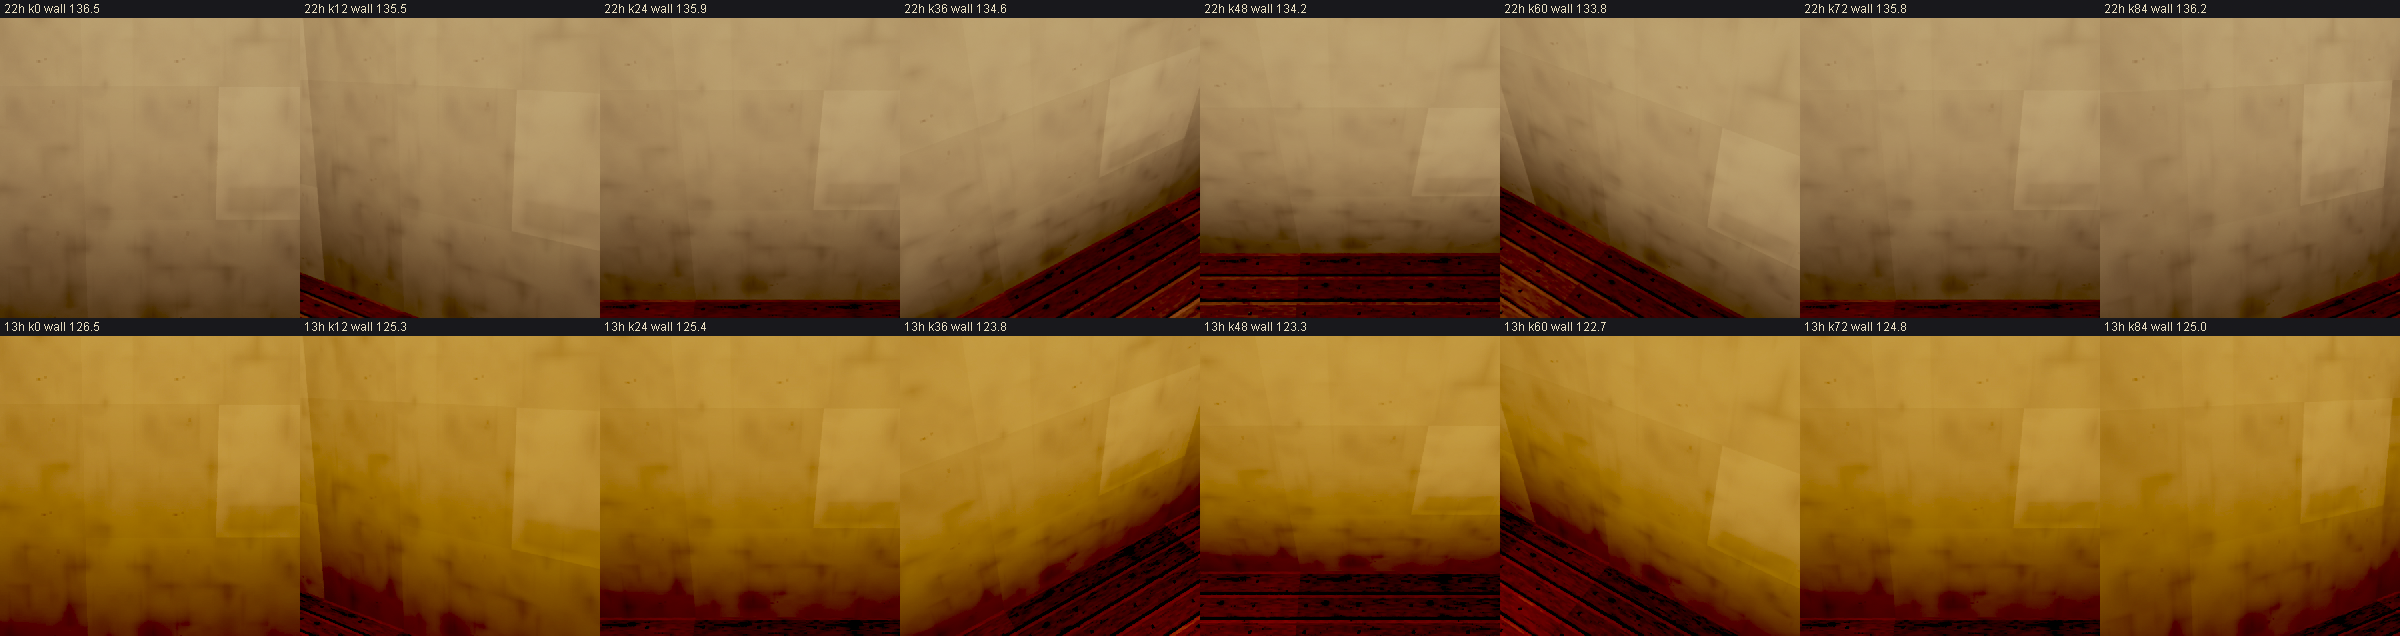 22h k0 wall 136.5
22h k12 wall 135.5
22h k24 wall 135.9
22h k36 wall 134.6
22h k48 wall 134.2
22h k60 wall 133.8
22h k72 wall 135.8
22h k84 wall 136.2
13h k0 wall 126.5
13h k12 wall 125.3
13h k24 wall 125.4
13h k36 wall 123.8
13h k48 wall 123.3
13h k60 wall 122.7
13h k72 wall 124.8
13h k84 wall 125.0